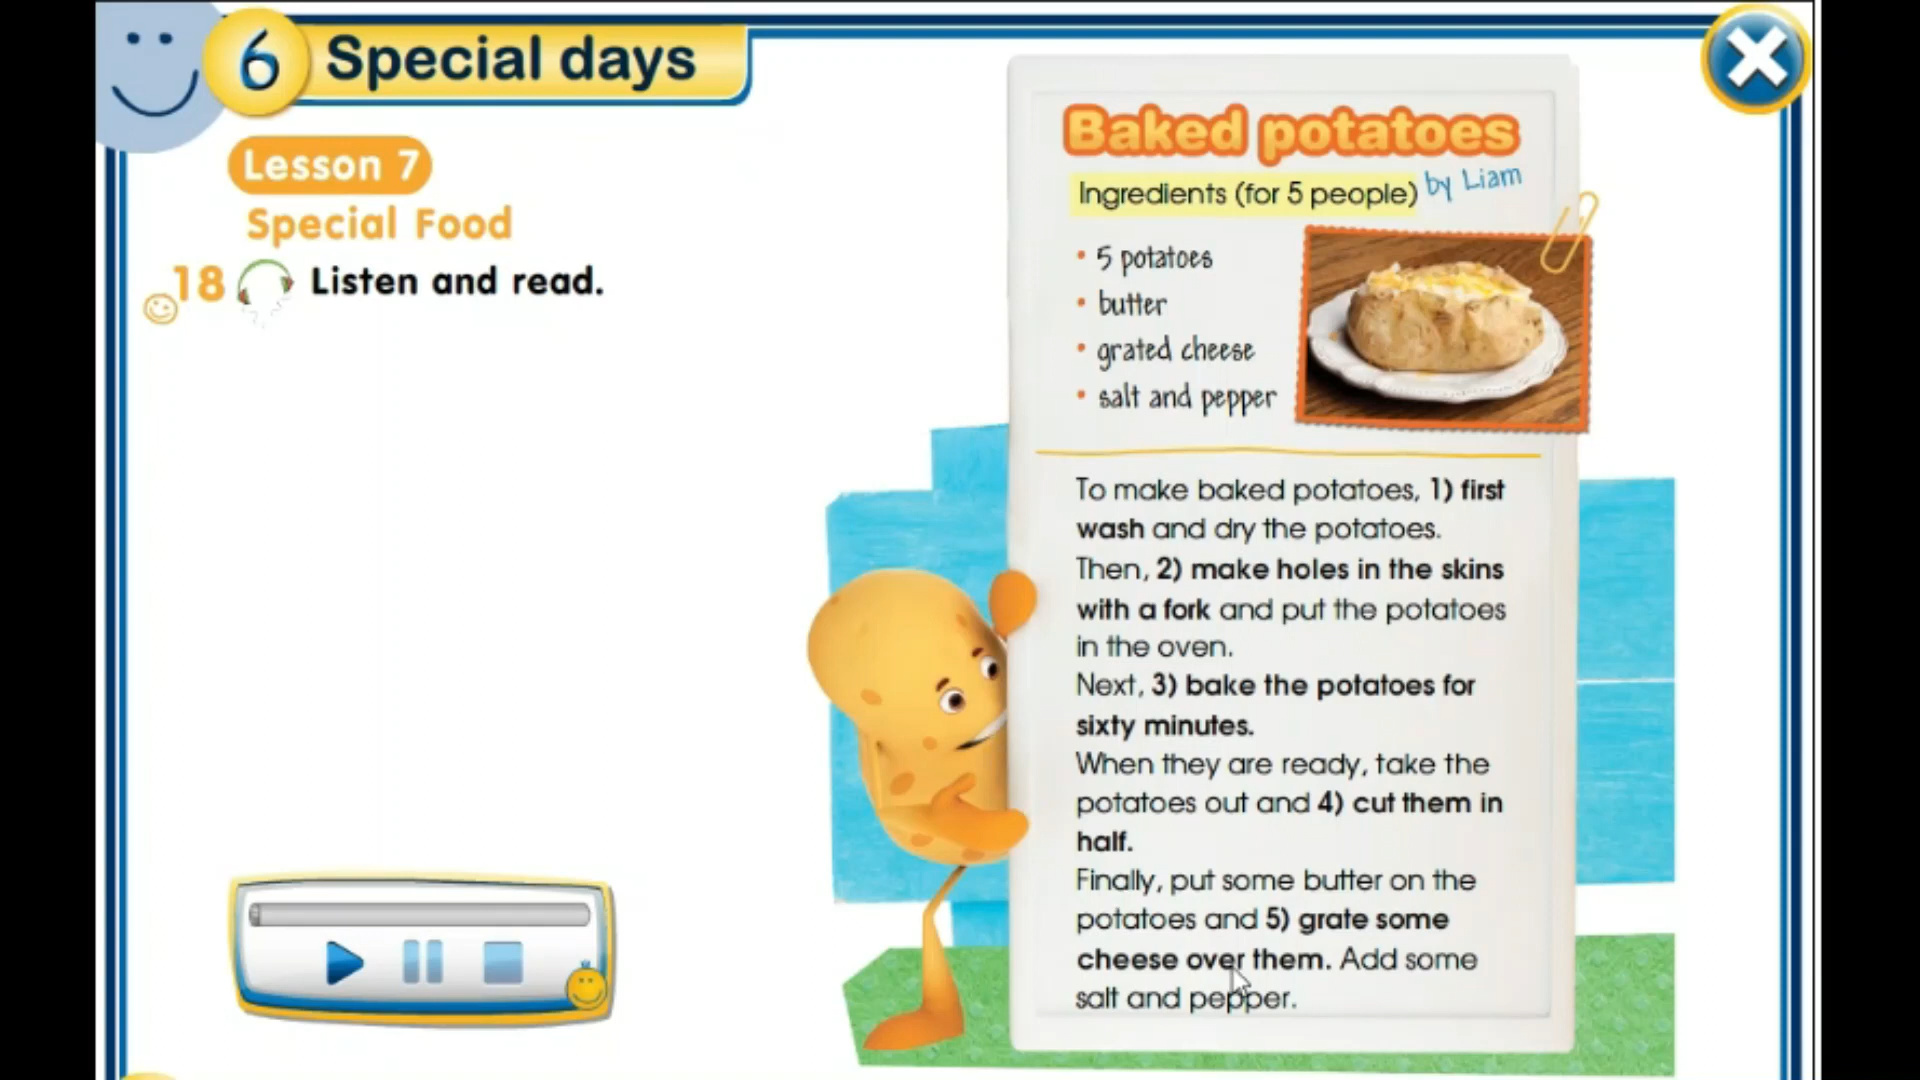 6 Special days
Lesson 7
Special Food
18 Listen and read.
Baked potatoes
by Liam
Ingredients (for 5 people)
• 5 potatoes
• butter
• grated cheese
• salt and pepper
To make baked potatoes, 1) first
wash and dry the potatoes.
Then, 2) make holes in the skins
with a fork and put the potatoes
in the oven.
Next, 3) bake the potatoes for
sixty minutes.
When they are ready, take the
potatoes out and 4) cut them in
half.
Finally, put some butter on the
potatoes and 5) grate some
cheese over them. Add some
salt and pepper.